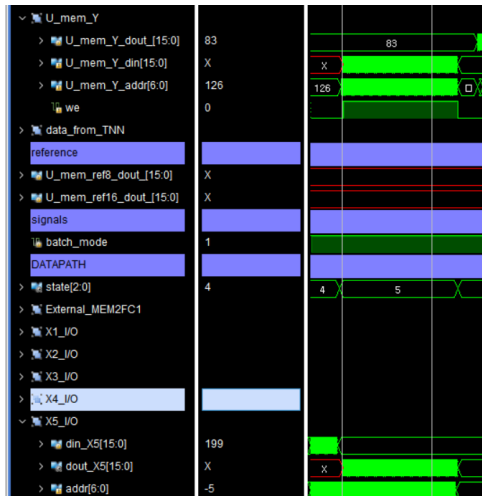 U_mem_Y
U_mem_Y_dout_[15:0] 83 83
U_mem_Y_din[15:0] X X
U_mem_Y_addr[6:0] 126 126
we 0
data_from_TNN
reference
U_mem_ref8_dout_[15:0] X
U_mem_ref16_dout_[15:0] X
signals
batch_mode 1
DATAPATH
state[2:0] 4 4 5
External_MEM2FC1
X1_I/O
X2_I/O
X3_I/O
X4_I/O
X5_I/O
din_X5[15:0] 199
dout_X5[15:0] X X
addr[6:0] -5